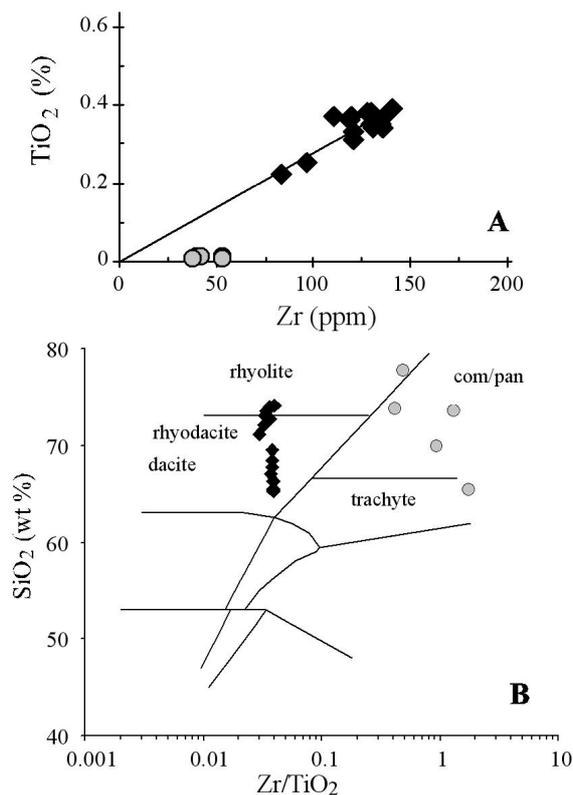 0.6
0.4
0.2
0
TiO2 (%)
A
0
50
100
150
200
Zr (ppm)
80
70
60
50
40
SiO2 (wt %)
rhyolite
com/pan
rhyodacite
dacite
trachyte
B
0.001
0.01
0.1
1
10
Zr/TiO2